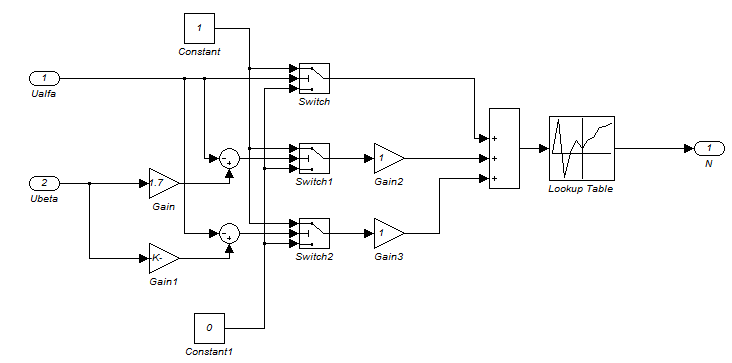 1
Constant
1
Ualfa
Switch
1
Switch1
Gain2
Lookup Table
1
N
2
Ubeta
1.7
Gain
1
Switch2
Gain3
-K-
Gain1
0
Constant1